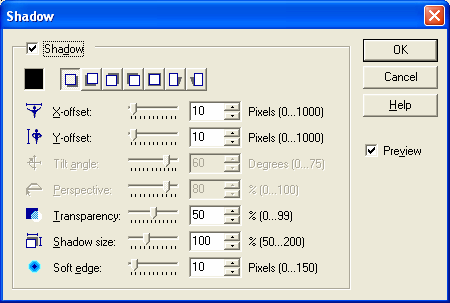 Shadow
Shadow
OK
Cancel
Help
Preview
X-offset: 10 Pixels (0...1000)
Y-offset: 10 Pixels (0...1000)
Tilt angle: 60 Degrees (0...75)
Perspective: 80 % (0...100)
Transparency: 50 % (0...99)
Shadow size: 100 % (50...200)
Soft edge: 10 Pixels (0...150)